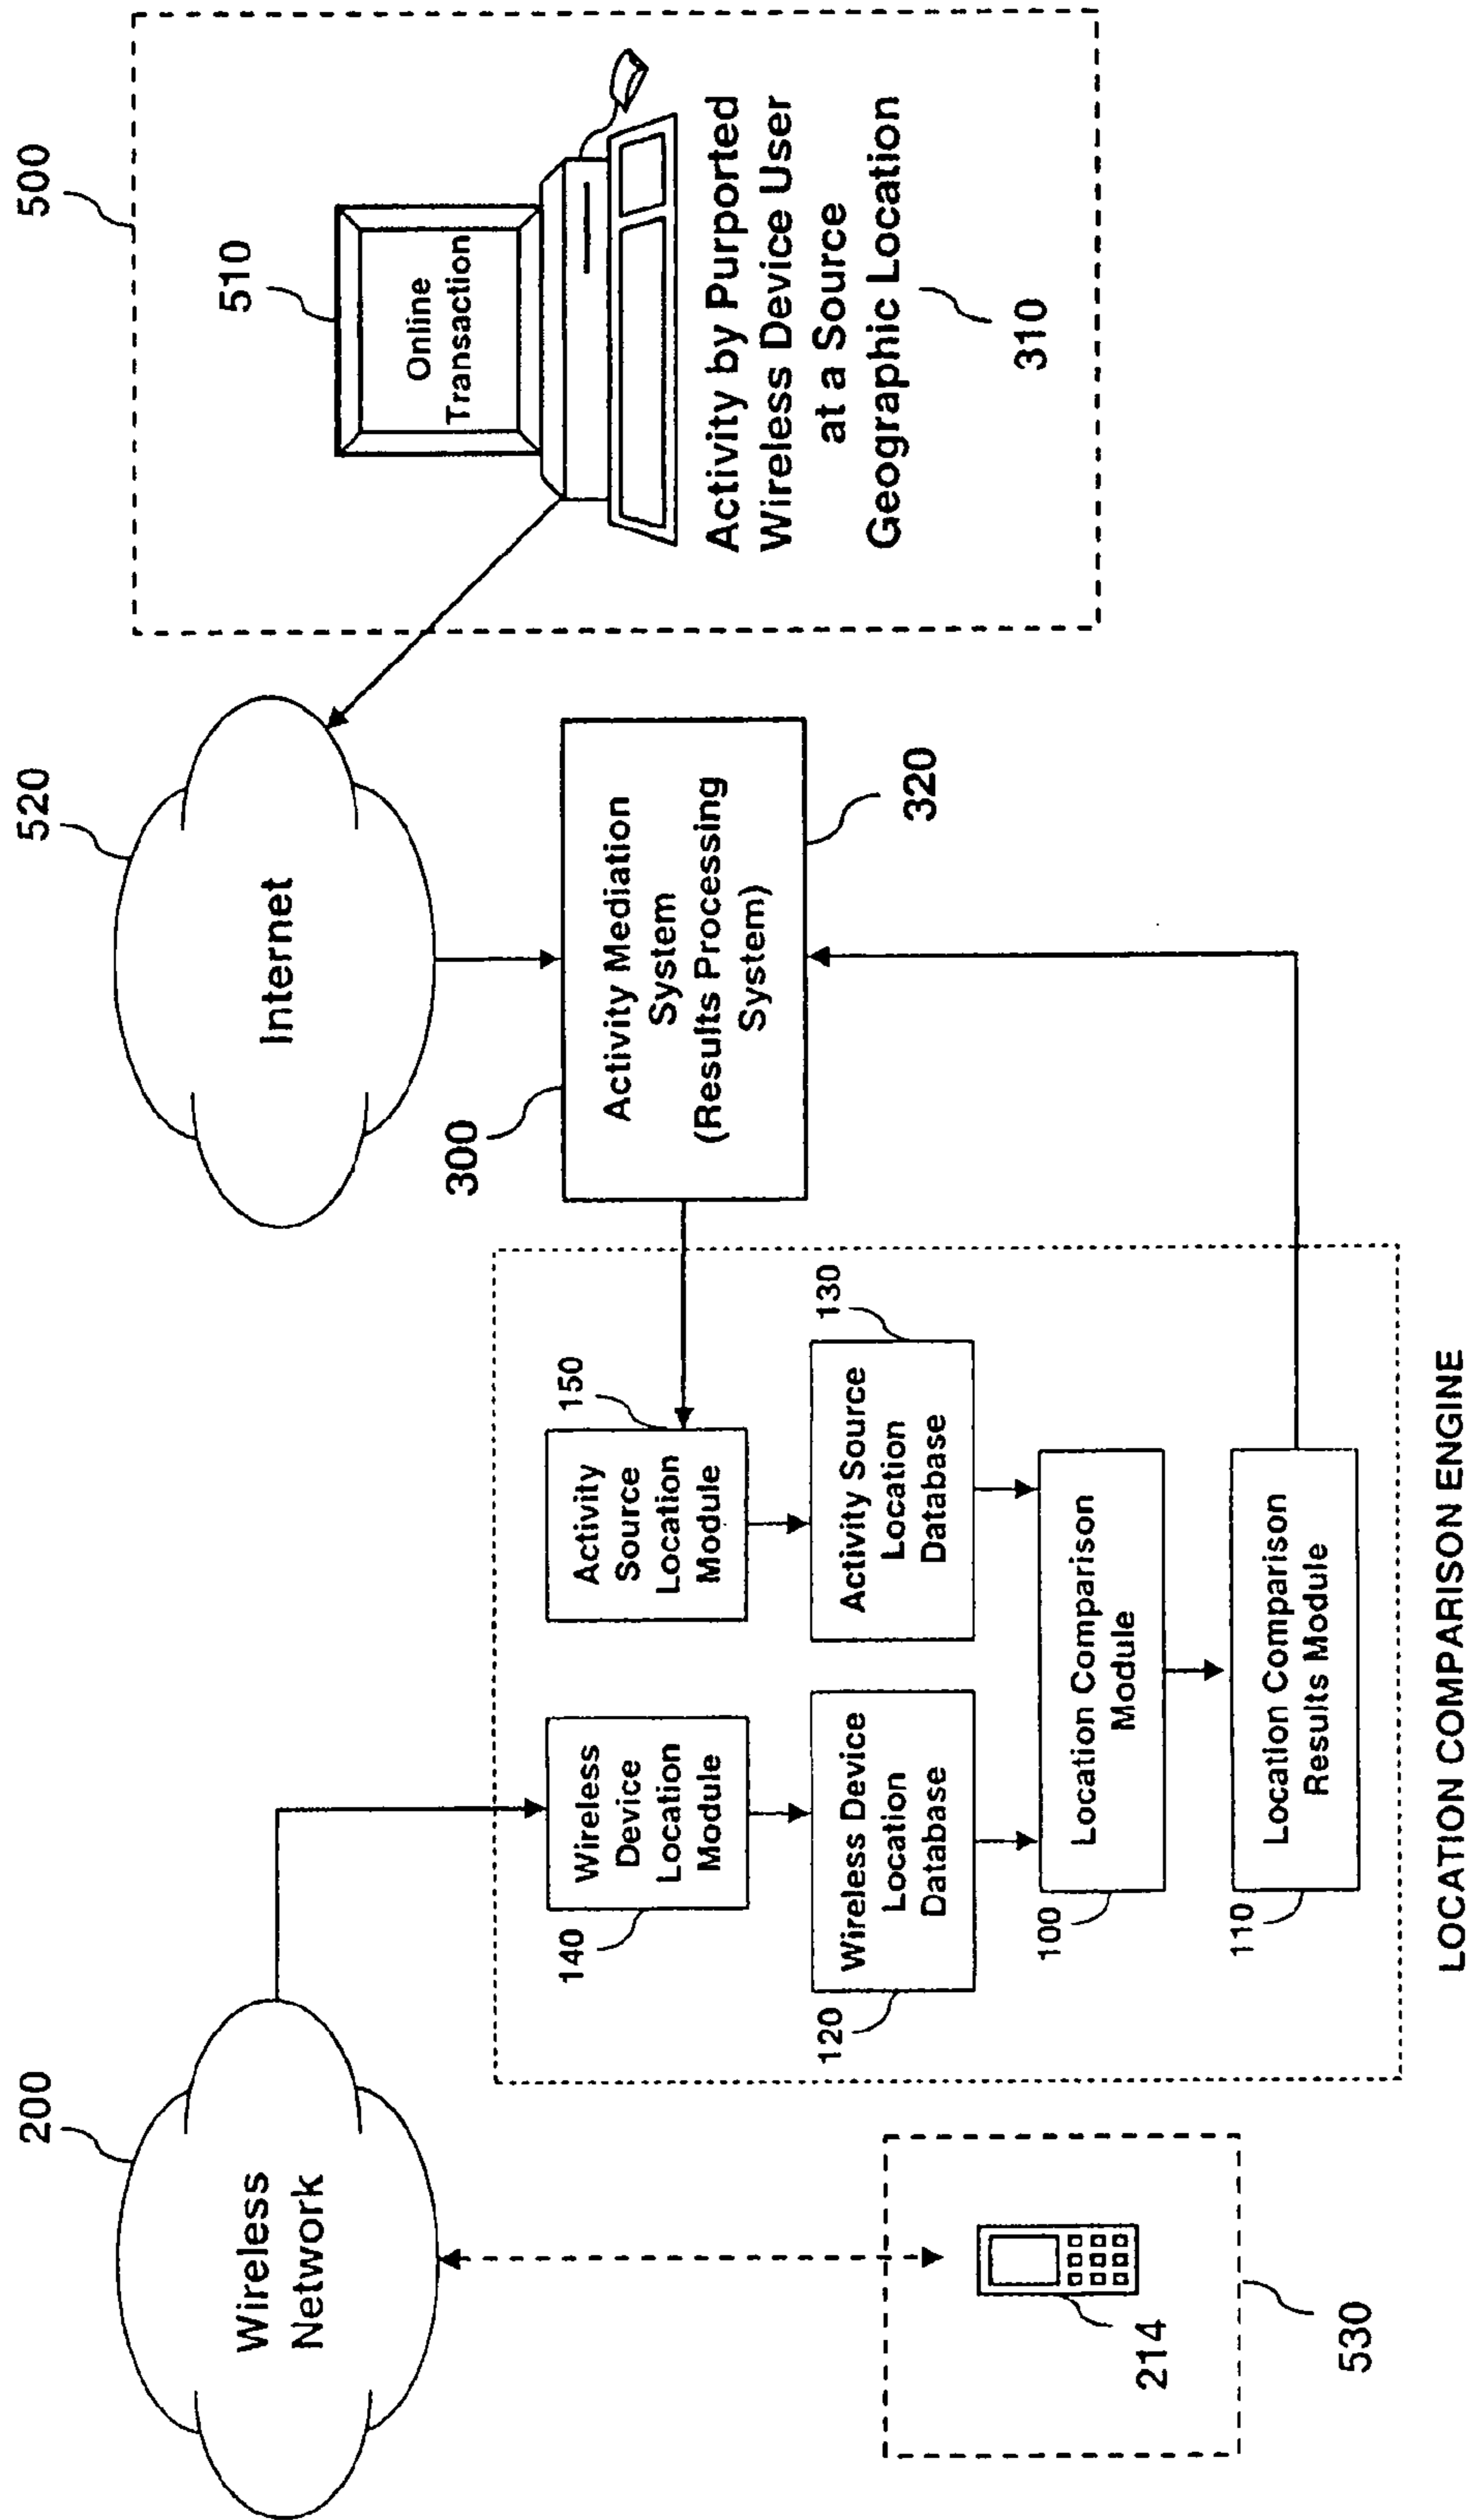 200
Wireless
Network
520
Internet
500
510
Online
Transaction
Activity by Purported
Wireless Device User
at a Source
Geographic Location
310
300
Activity Mediation
System
(Results Processing
System)
320
140
Wireless
Device
Location
Module
150
Activity
Source
Location
Module
120
Wireless Device
Location
Database
130
Activity Source
Location
Database
100
Location Comparison
Module
110
Location Comparison
Results Module
214
530
LOCATION COMPARISON ENGINE